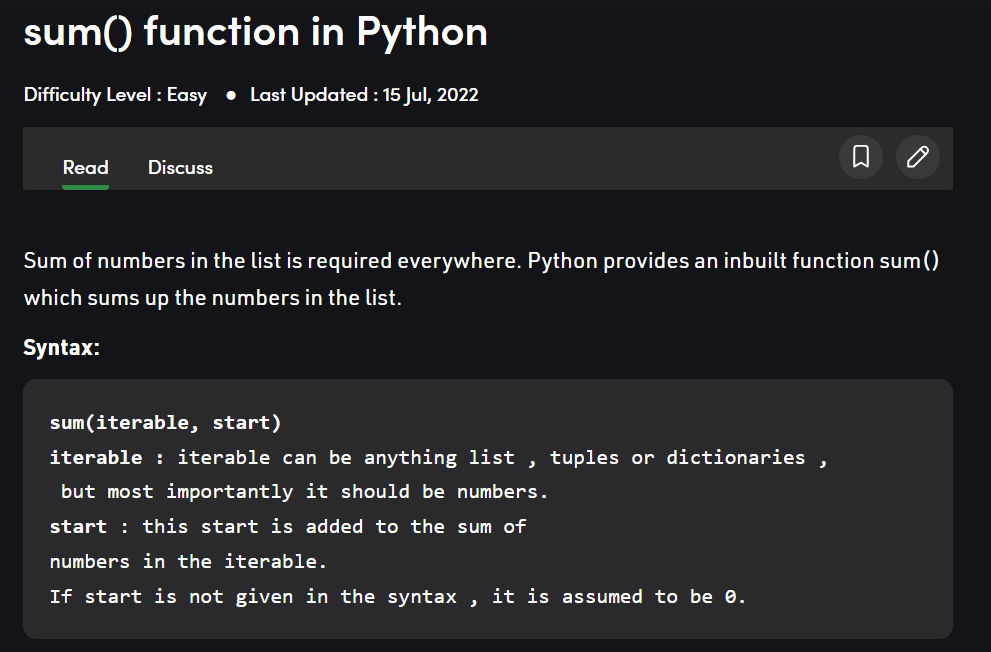 sum() function in Python
Difficulty Level : Easy ● Last Updated : 15 Jul, 2022
Read Discuss
Sum of numbers in the list is required everywhere. Python provides an inbuilt function sum()
which sums up the numbers in the list.
Syntax:
sum(iterable, start)
iterable : iterable can be anything list , tuples or dictionaries ,
but most importantly it should be numbers.
start : this start is added to the sum of
numbers in the iterable.
If start is not given in the syntax , it is assumed to be 0.